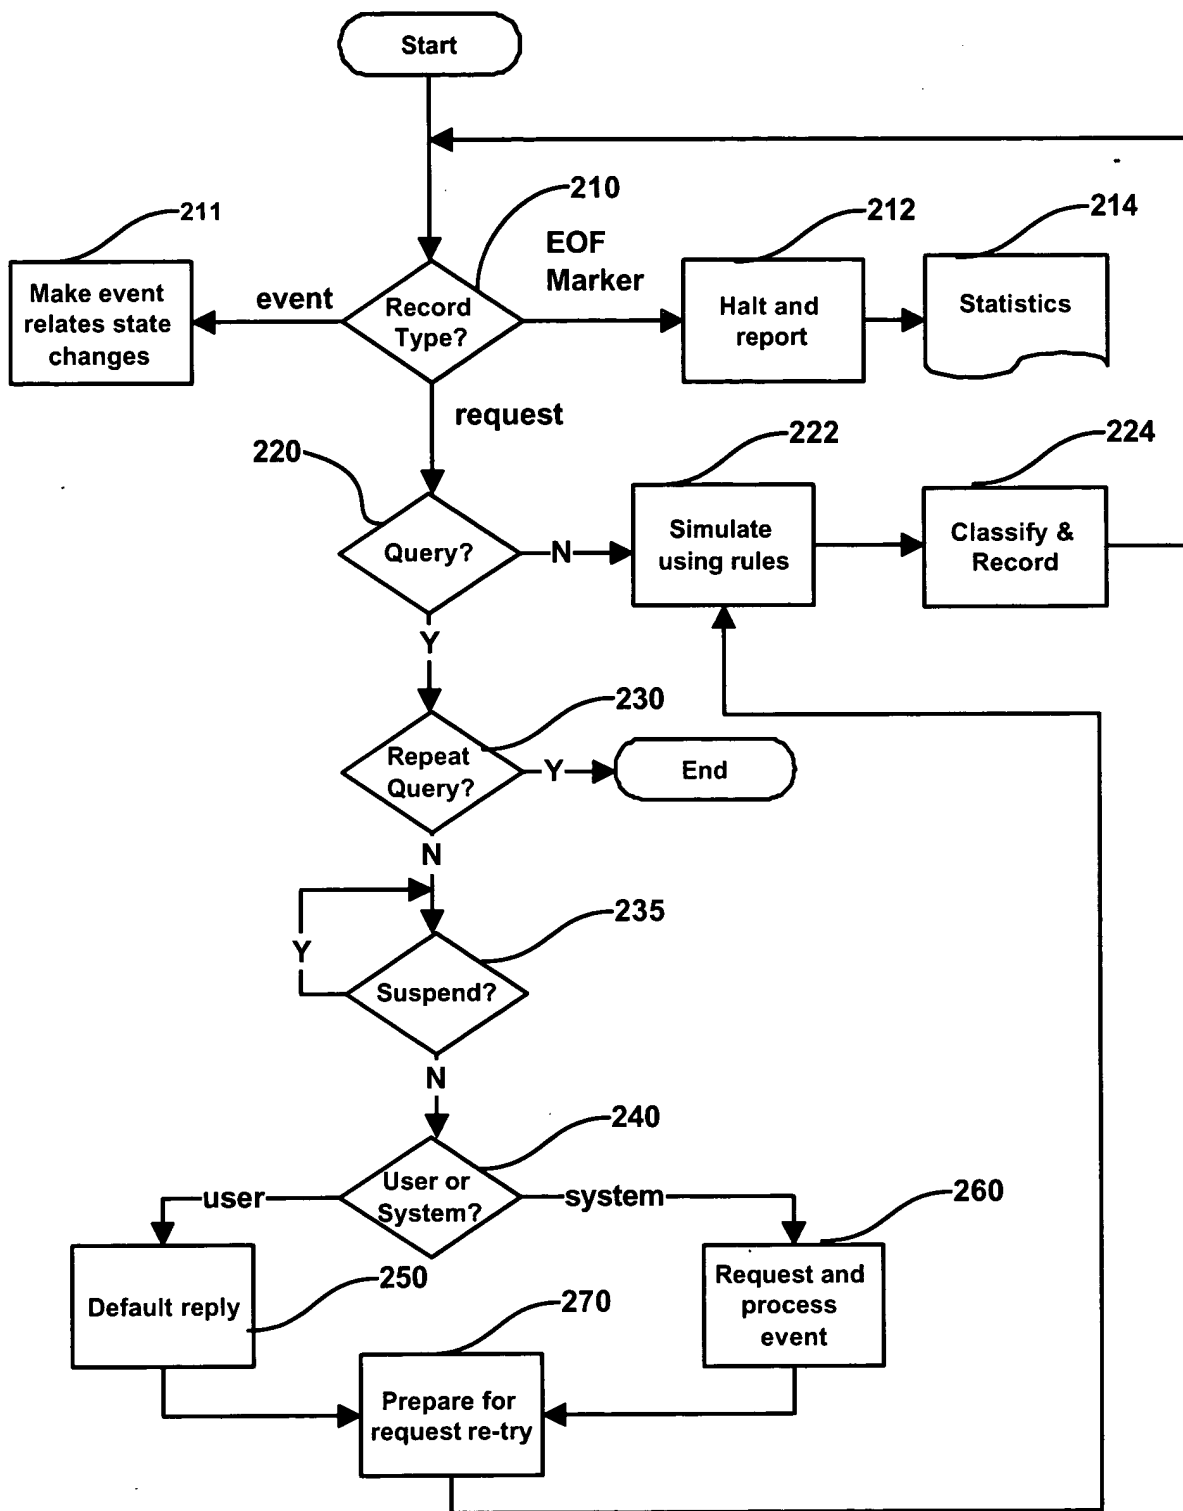 Start
210
211
212
214
EOF
Marker
event
Make event
relates state
changes
Record
Type?
Halt and
report
Statistics
request
220
222
224
Query?
N
Simulate
using rules
Classify &
Record
Y
230
Repeat
Query?
Y
End
N
235
Y
Suspend?
N
240
user
User or
System?
system
260
250
Default reply
Request and
process
event
270
Prepare for
request re-try